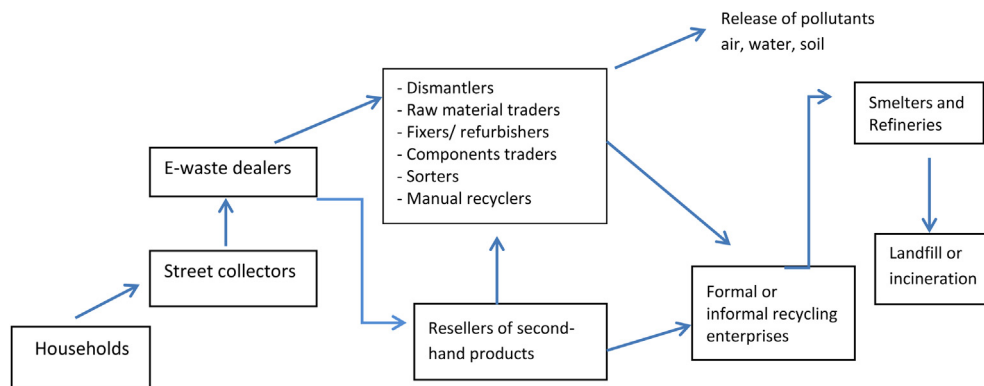 Release of pollutants
air, water, soil
- Dismantlers
- Raw material traders
- Fixers/ refurbishers
- Components traders
- Sorters
- Manual recyclers
Smelters and
Refineries
E-waste dealers
Street collectors
Landfill or
incineration
Formal or
informal recycling
enterprises
Resellers of second-
hand products
Households